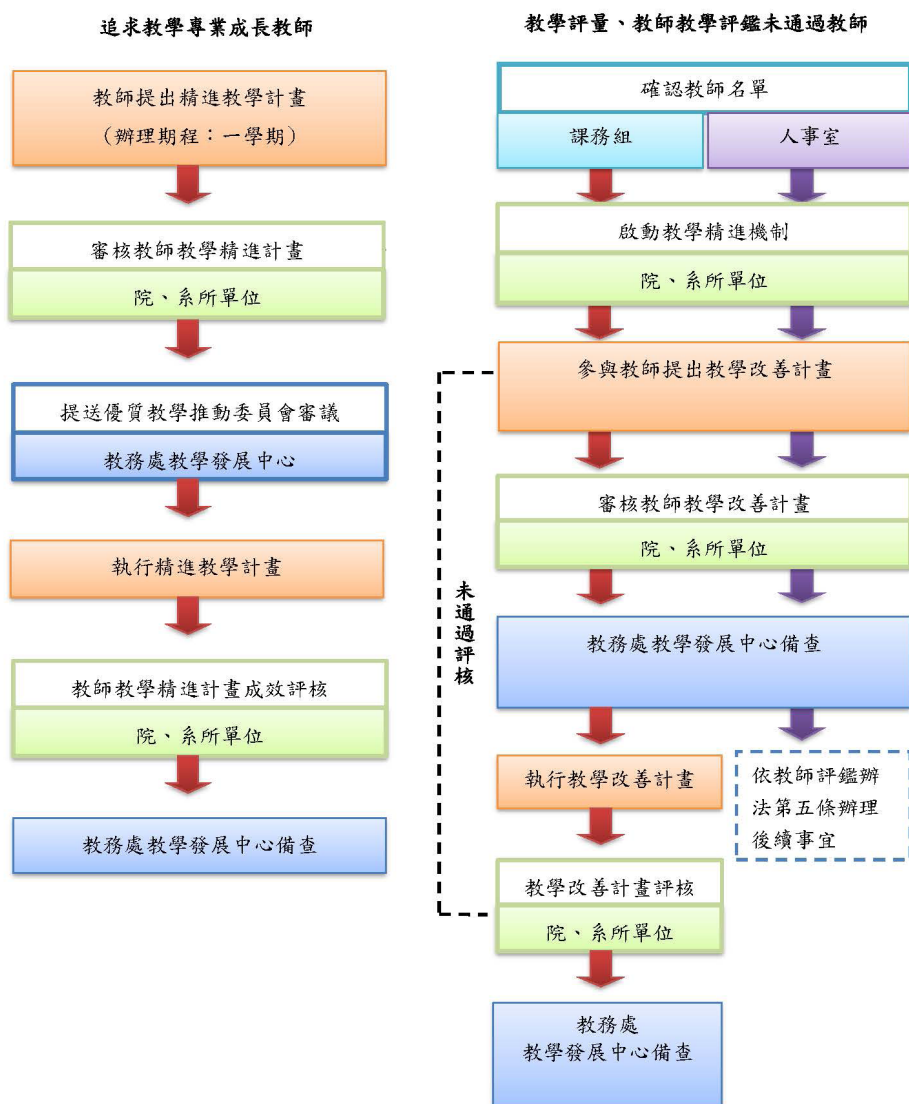 追求教學專業成長教師
教師提出精進教學計畫
（辦理期程：一學期）
審核教師教學精進計畫
院、系所單位
提送優質教學推動委員會審議
教務處教學發展中心
執行精進教學計畫
教師教學精進計畫成效評核
院、系所單位
教務處教學發展中心備查
教學評量、教師教學評鑑未通過教師
確認教師名單
課務組
人事室
啟動教學精進機制
院、系所單位
參與教師提出教學改善計畫
審核教師教學改善計畫
院、系所單位
未通過評核
教務處教學發展中心備查
執行教學改善計畫
依教師評鑑辦
法第五條辦理
後續事宜
教學改善計畫評核
院、系所單位
教務處
教學發展中心備查